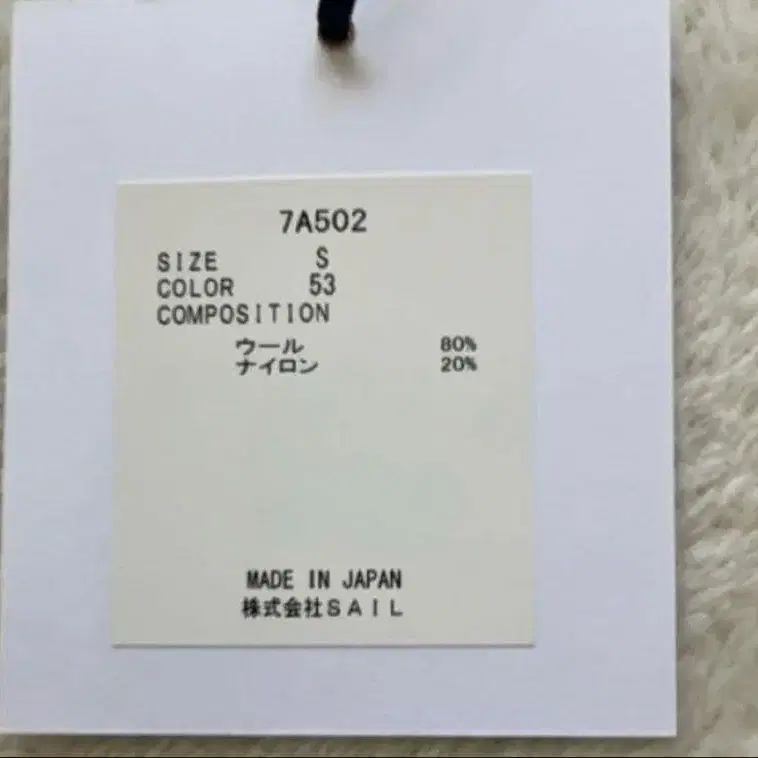 7A502
SIZE S
COLOR 53
COMPOSITION
ウール 80%
ナイロン 20%
MADE IN JAPAN
株式会社SAIL